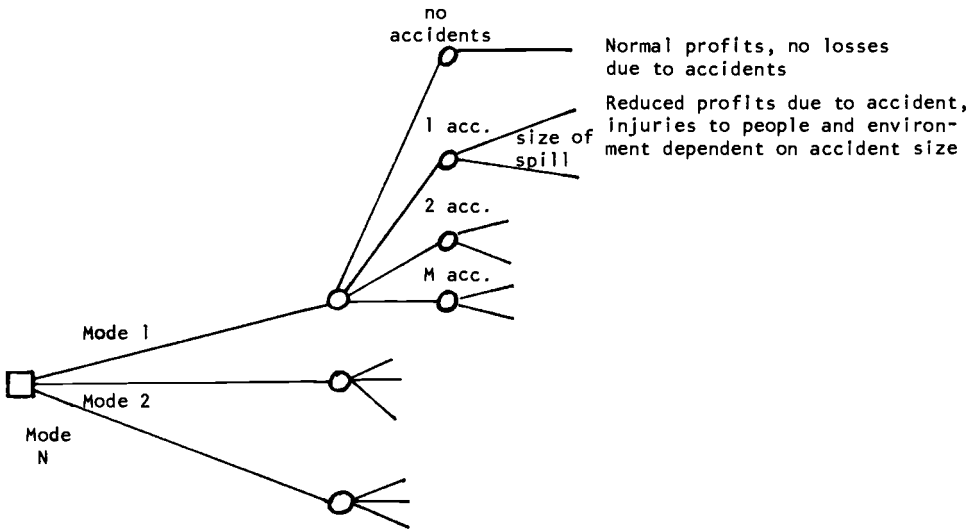 no
accidents
Normal profits, no losses
due to accidents
1 acc.
size of
spill
Reduced profits due to accident,
injuries to people and environ-
ment dependent on accident size
2 acc.
M acc.
Mode 1
Mode 2
Mode
N